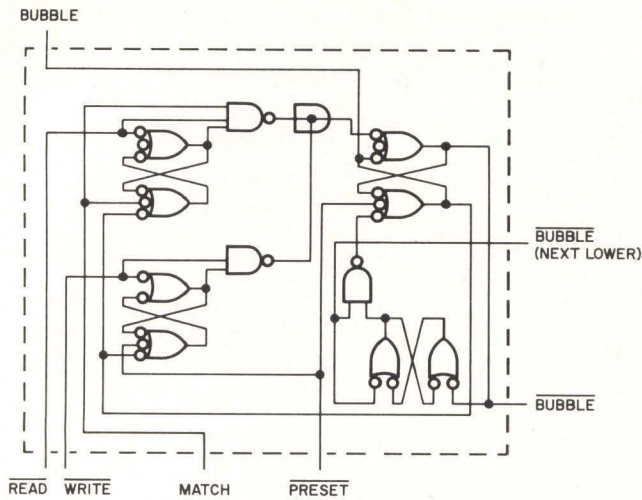 BUBBLE
BUBBLE
(NEXT LOWER)
BUBBLE
READ WRITE MATCH PRESET